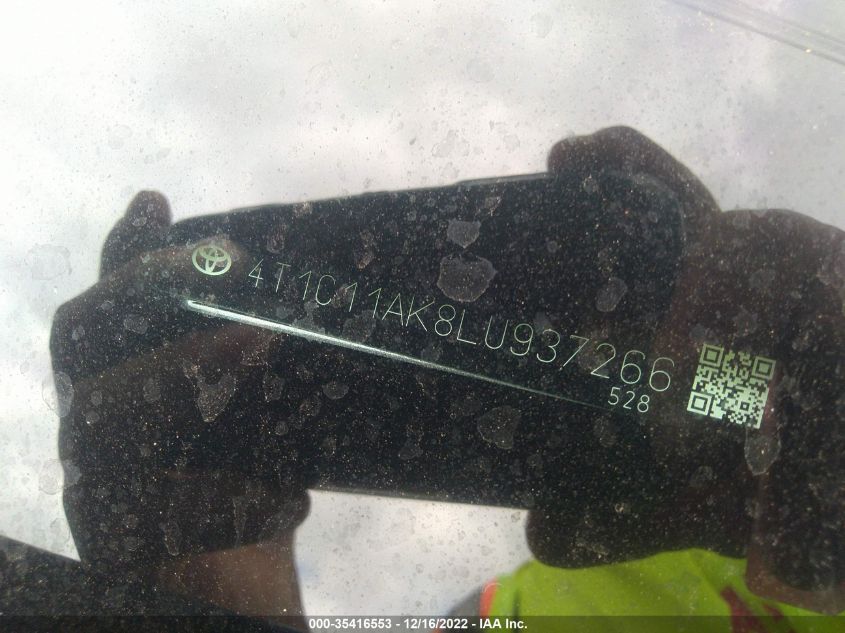 4T1C11AK8LU937266
528
000-35416553 - 12/16/2022 - IAA Inc.